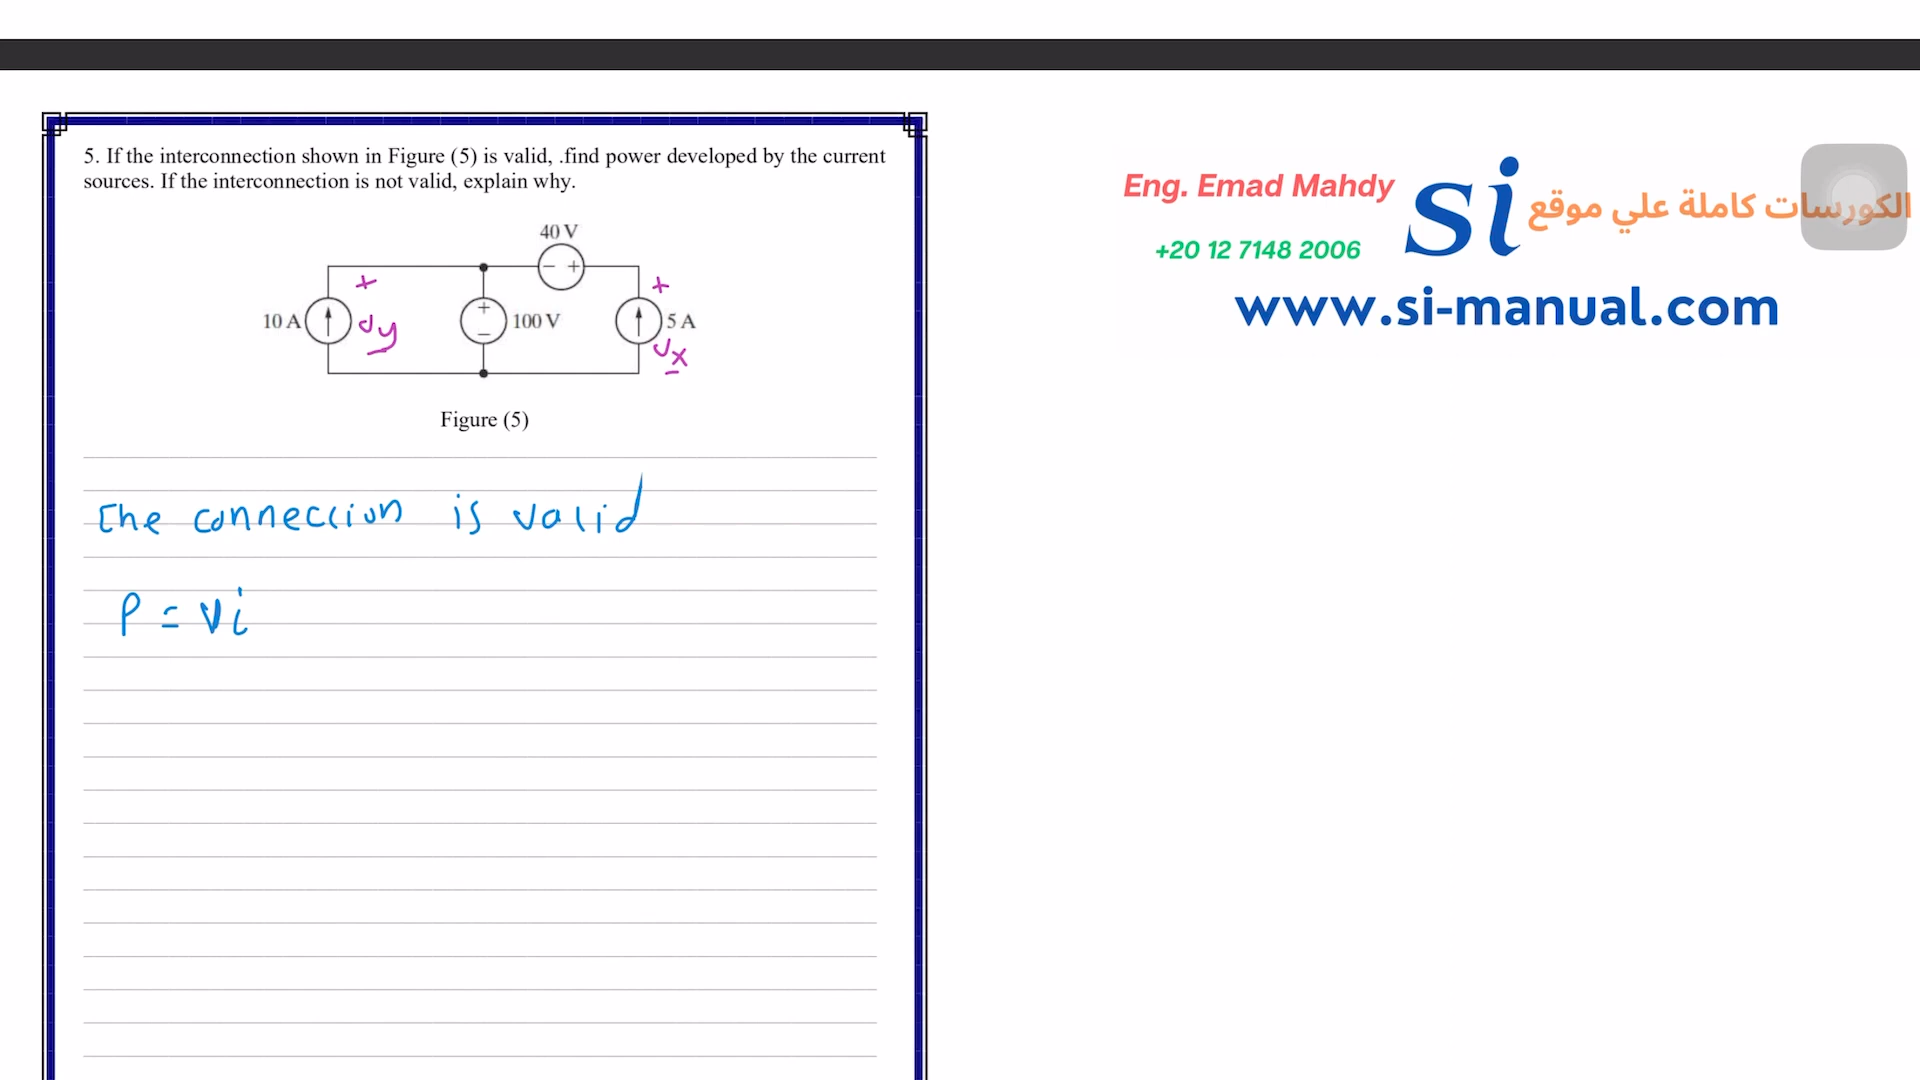 5. If the interconnection shown in Figure (5) is valid, .find power developed by the current
sources. If the interconnection is not valid, explain why.
40 V
10 A
100 V
5 A
+
+
vy
vx
Figure (5)
The connection is valid
P = vi
Eng. Emad Mahdy
+20 12 7148 2006
si
الكورسات كاملة علي موقع
www.si-manual.com